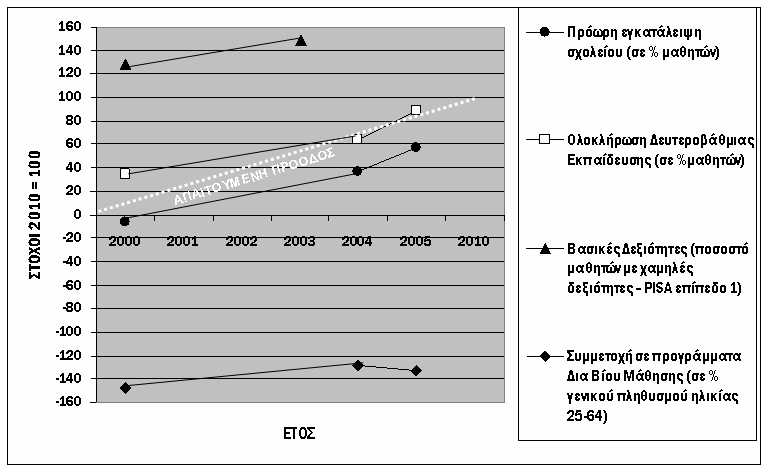 160
140
120
100
80
60
40
20
0
-20
-40
-60
-80
-100
-120
-140
-160
ΣΤΟΧΟΙ 2010 = 100
ΑΠΑΙΤΟΥΜΕΝΗ ΠΡΟΟΔΟΣ
2000 2001 2002 2003 2004 2005 2010
ΕΤΟΣ
Πρόωρη εγκατάλειψη
σχολείου (σε % μαθητών)
Ολοκλήρωση Δευτεροβάθμιας
Εκπαίδευσης (σε %μαθητών)
Βασικές Δεξιότητες (ποσοστό
μαθητών με χαμηλές
δεξιότητες – PISA επίπεδο 1)
Συμμετοχή σε προγράμματα
Δια Βίου Μάθησης (σε %
γενικού πληθυσμού ηλικίας
25-64)